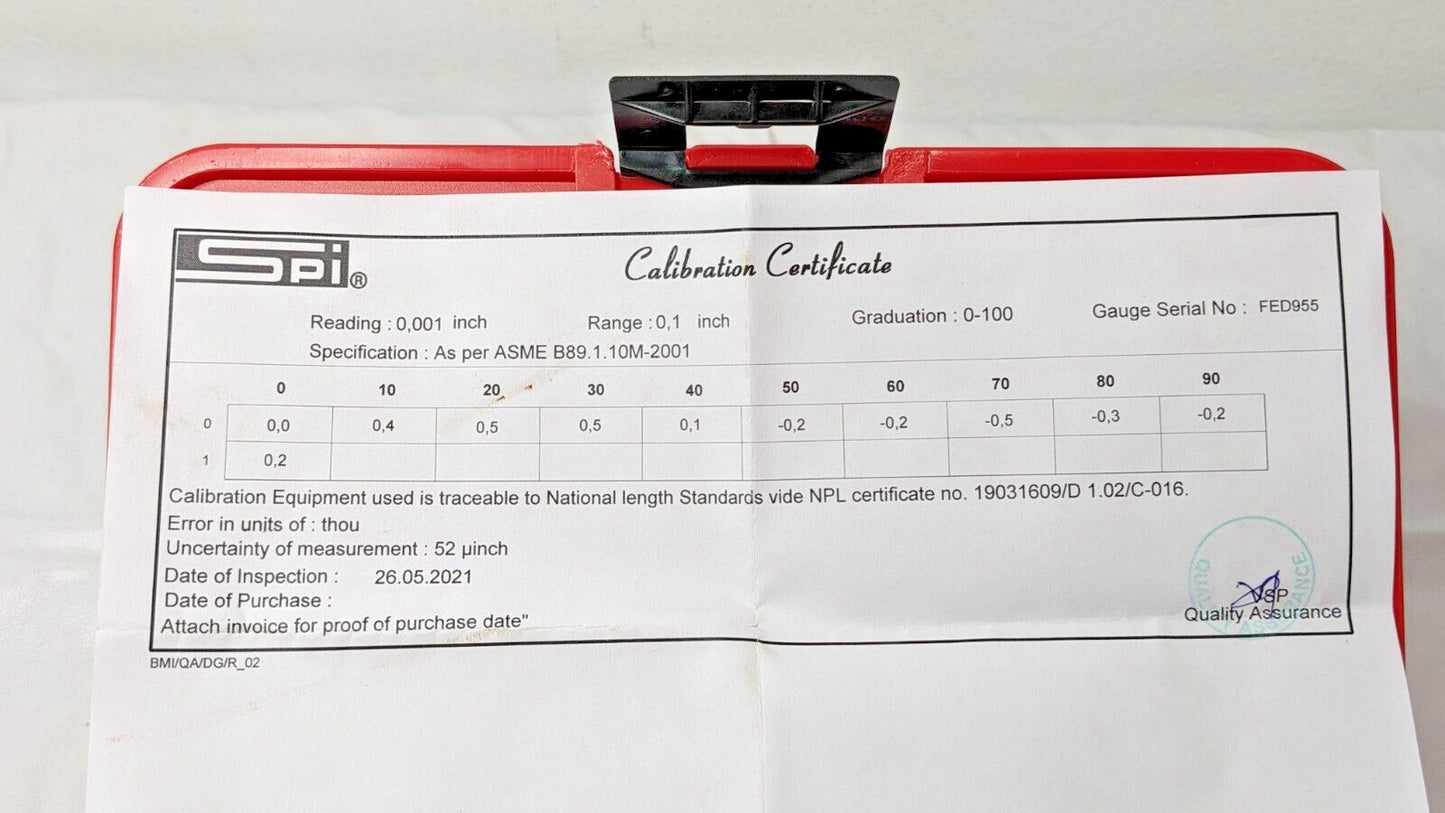 Spi®
Calibration Certificate
Reading : 0,001 inch Range : 0,1 inch Graduation : 0-100 Gauge Serial No : FED955
Specification : As per ASME B89.1.10M-2001
0 10 20 30 40 50 60 70 80 90
0 0,0 0,4 0,5 0,5 0,1 -0,2 -0,2 -0,5 -0,3 -0,2
1 0,2
Calibration Equipment used is traceable to National length Standards vide NPL certificate no. 19031609/D 1.02/C-016.
Error in units of : thou
Uncertainty of measurement : 52 µinch
Date of Inspection : 26.05.2021
Date of Purchase :
Attach invoice for proof of purchase date"
VSP
Quality Assurance
BMI/QA/DG/R_02